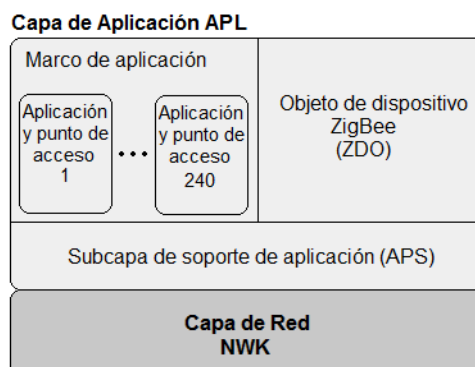 Capa de Aplicación APL
Marco de aplicación
Aplicación
y punto de
acceso
1
...
Aplicación
y punto de
acceso
240
Objeto de dispositivo
ZigBee
(ZDO)
Subcapa de soporte de aplicación (APS)
Capa de Red
NWK